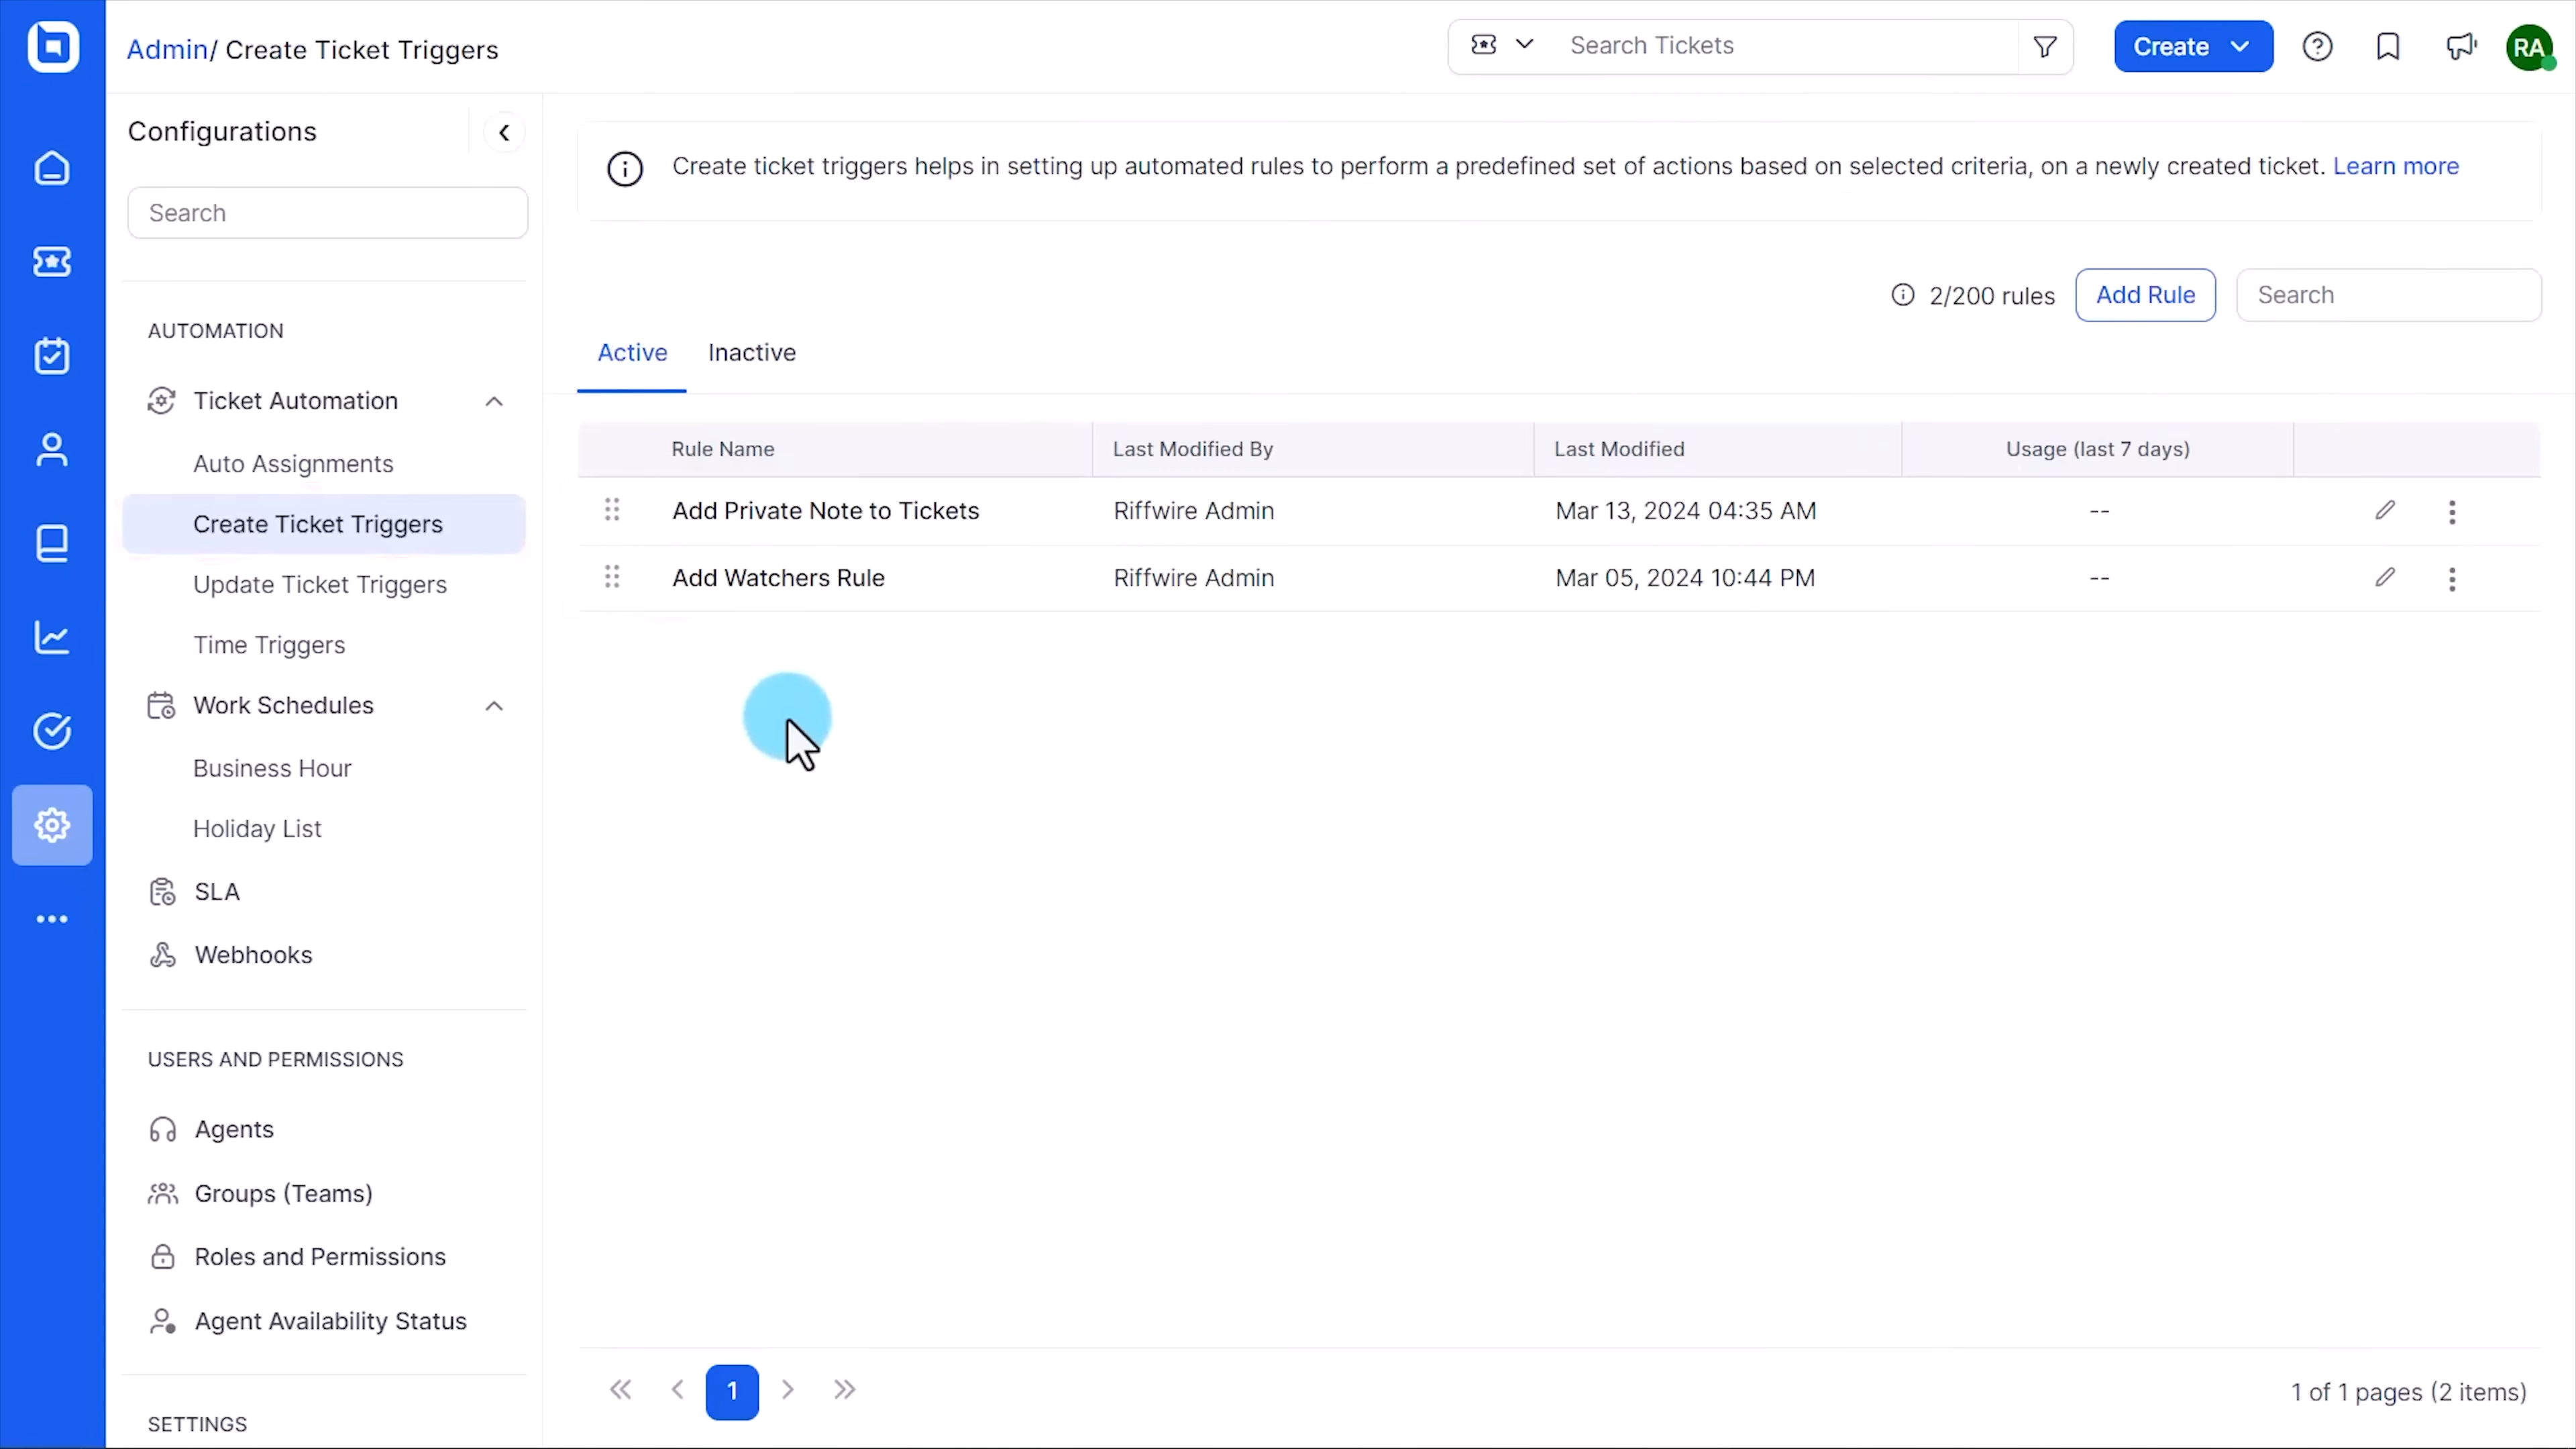 Admin/ Create Ticket Triggers
Search Tickets
Create
RA
Configurations
Search
AUTOMATION
Ticket Automation
Auto Assignments
Create Ticket Triggers
Update Ticket Triggers
Time Triggers
Work Schedules
Business Hour
Holiday List
SLA
Webhooks
USERS AND PERMISSIONS
Agents
Groups (Teams)
Roles and Permissions
Agent Availability Status
SETTINGS
Create ticket triggers helps in setting up automated rules to perform a predefined set of actions based on selected criteria, on a newly created ticket. Learn more
2/200 rules
Add Rule
Search
Active Inactive
Rule Name Last Modified By Last Modified Usage (last 7 days)
Add Private Note to Tickets Riffwire Admin Mar 13, 2024 04:35 AM --
Add Watchers Rule Riffwire Admin Mar 05, 2024 10:44 PM --
1
1 of 1 pages (2 items)